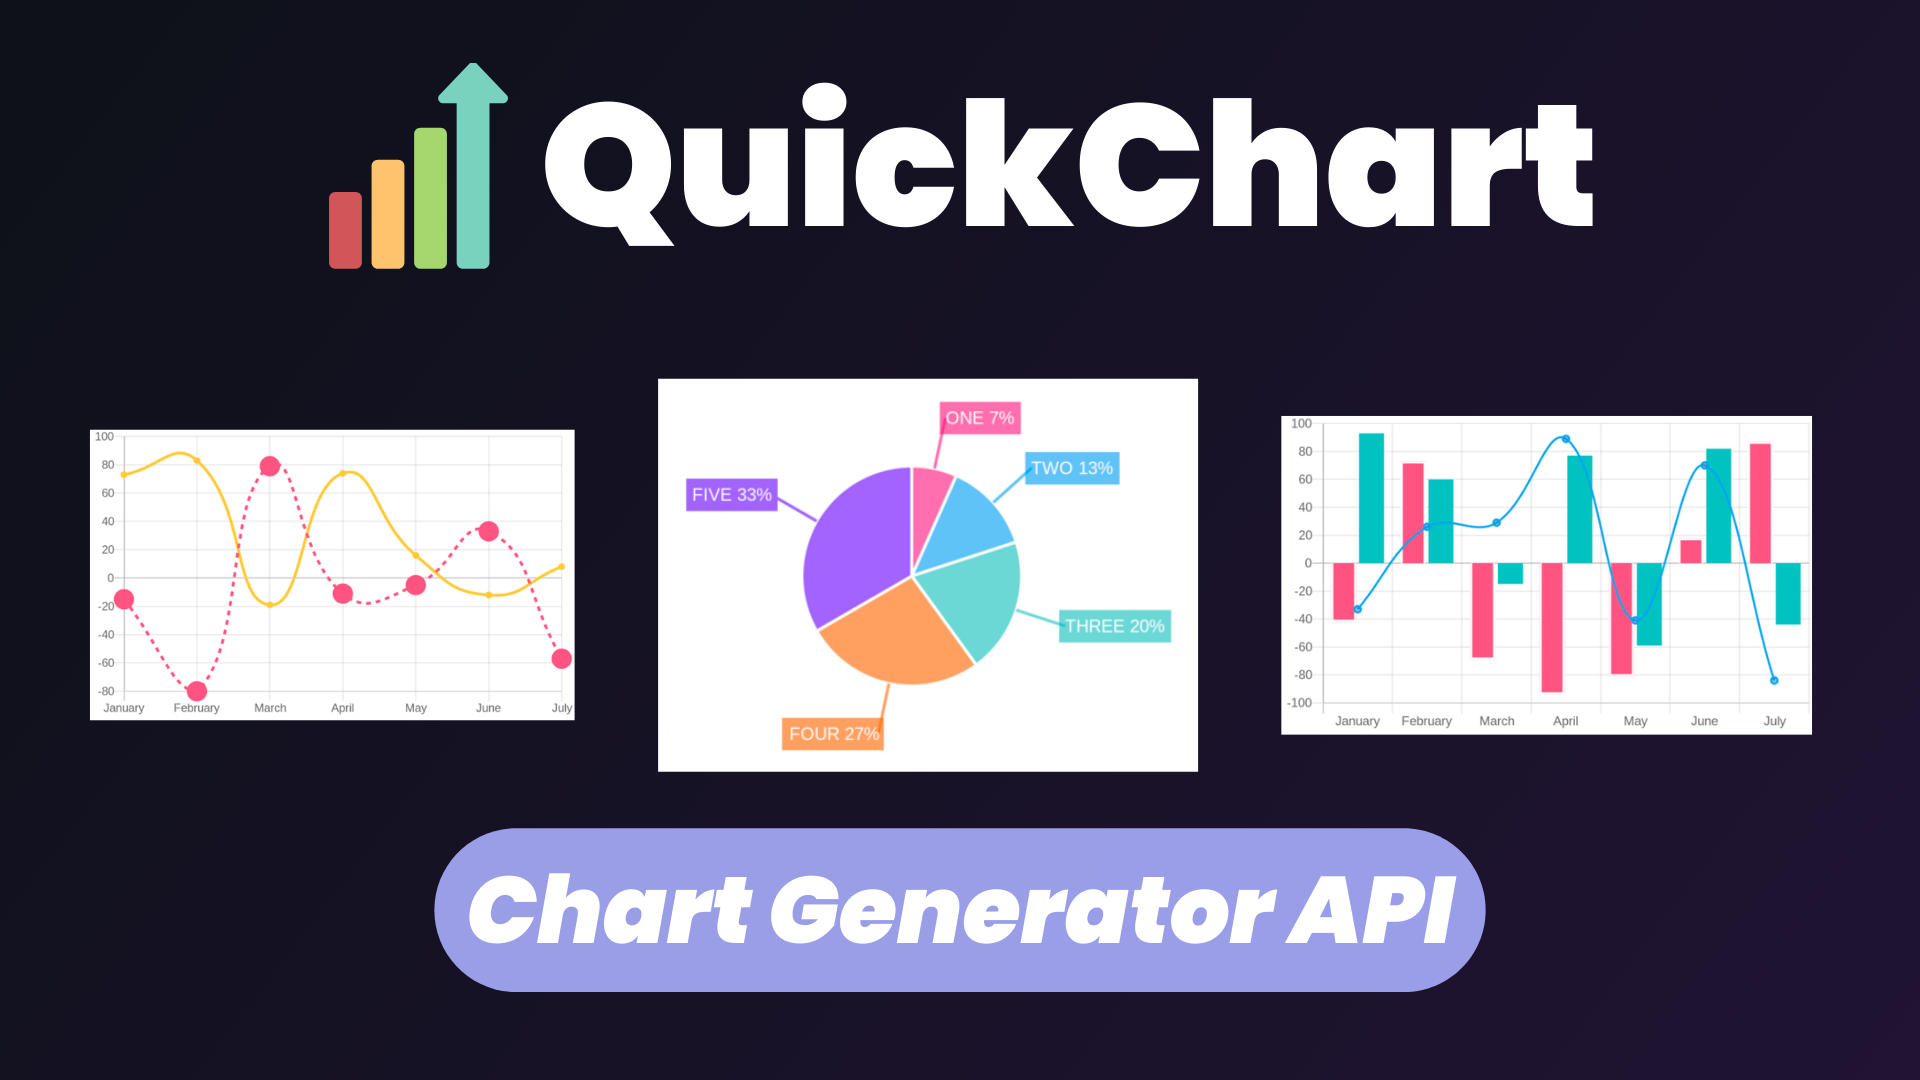 QuickChart
100
80
60
40
20
0
-20
-40
-60
-80
January February March April May June July
ONE 7%
TWO 13%
FIVE 33%
THREE 20%
FOUR 27%
100
80
60
40
20
0
-20
-40
-60
-80
-100
January February March April May June July
Chart Generator API